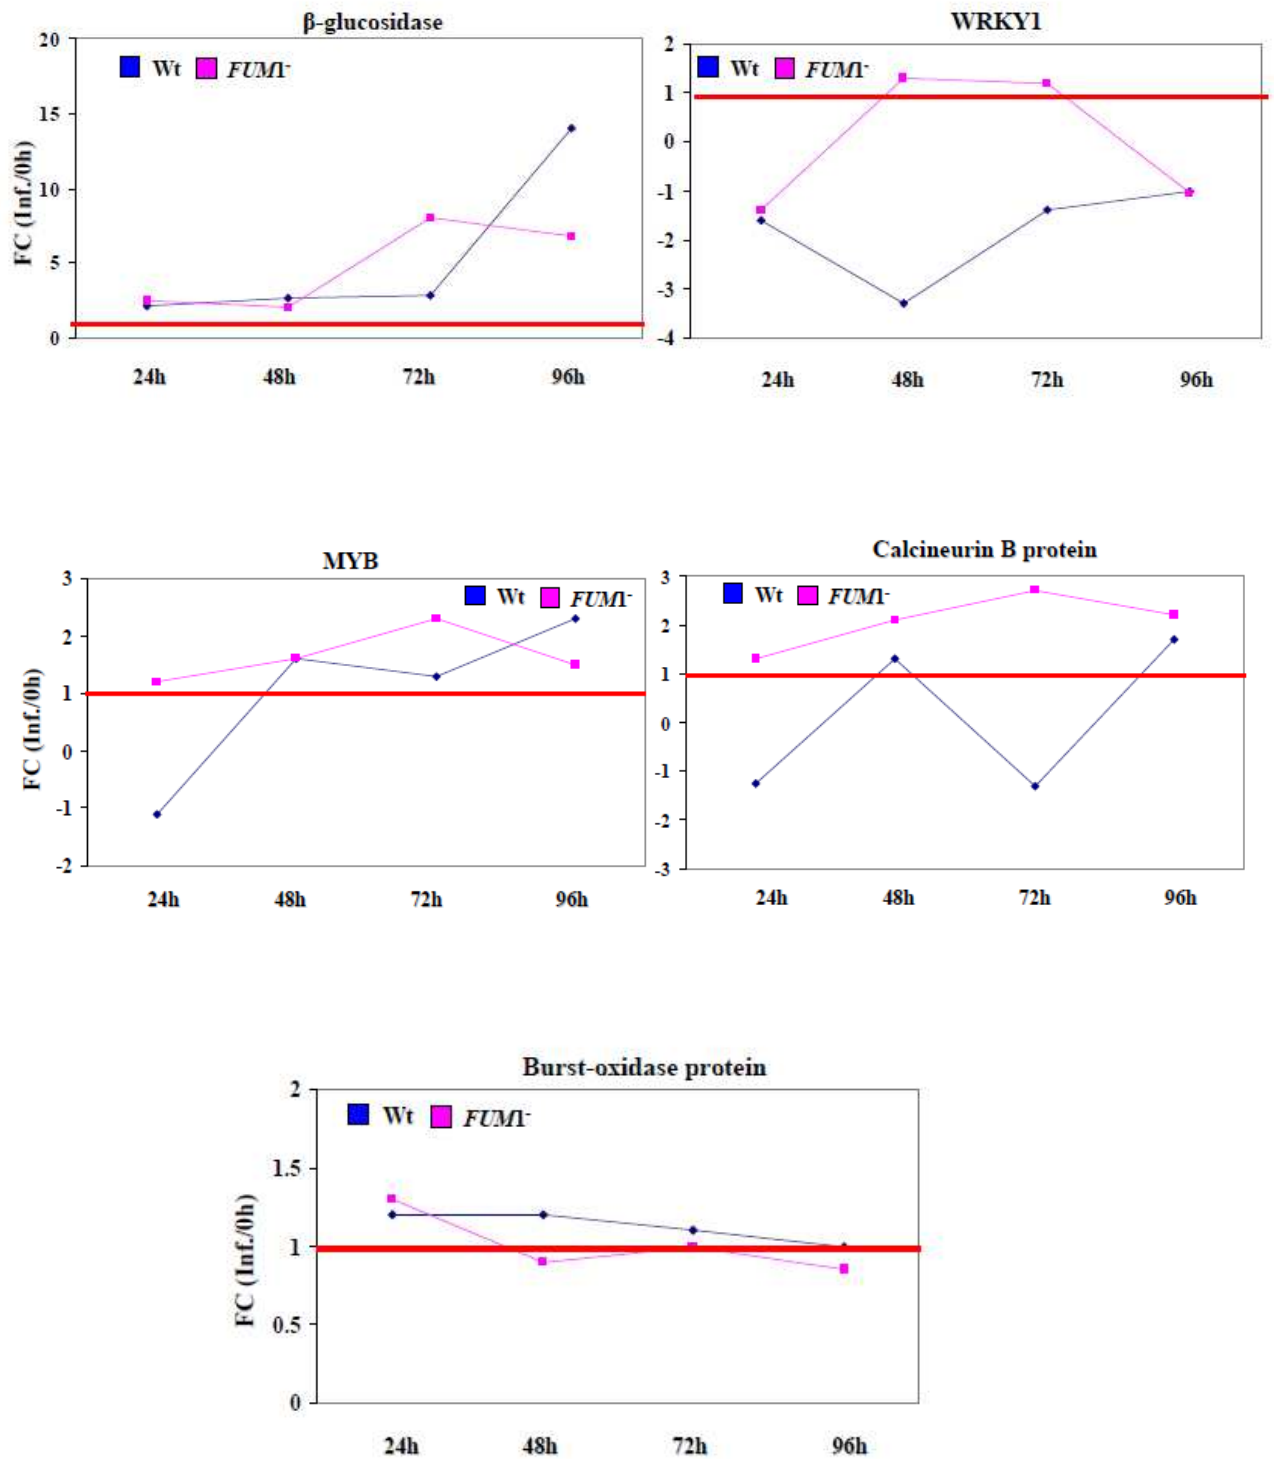 β-glucosidase
20
15
10
5
0
FC (Inf./0h)
Wt FUM1-
24h 48h 72h 96h
WRKY1
2
1
0
-1
-2
-3
-4
Wt FUM1-
24h 48h 72h 96h
MYB
3
2
1
0
-1
-2
FC (Inf./0h)
Wt FUM1-
24h 48h 72h 96h
Calcineurin B protein
3
2
1
0
-1
-2
-3
Wt FUM1-
24h 48h 72h 96h
Burst-oxidase protein
2
1.5
1
0.5
0
FC (Inf./0h)
Wt FUM1-
24h 48h 72h 96h